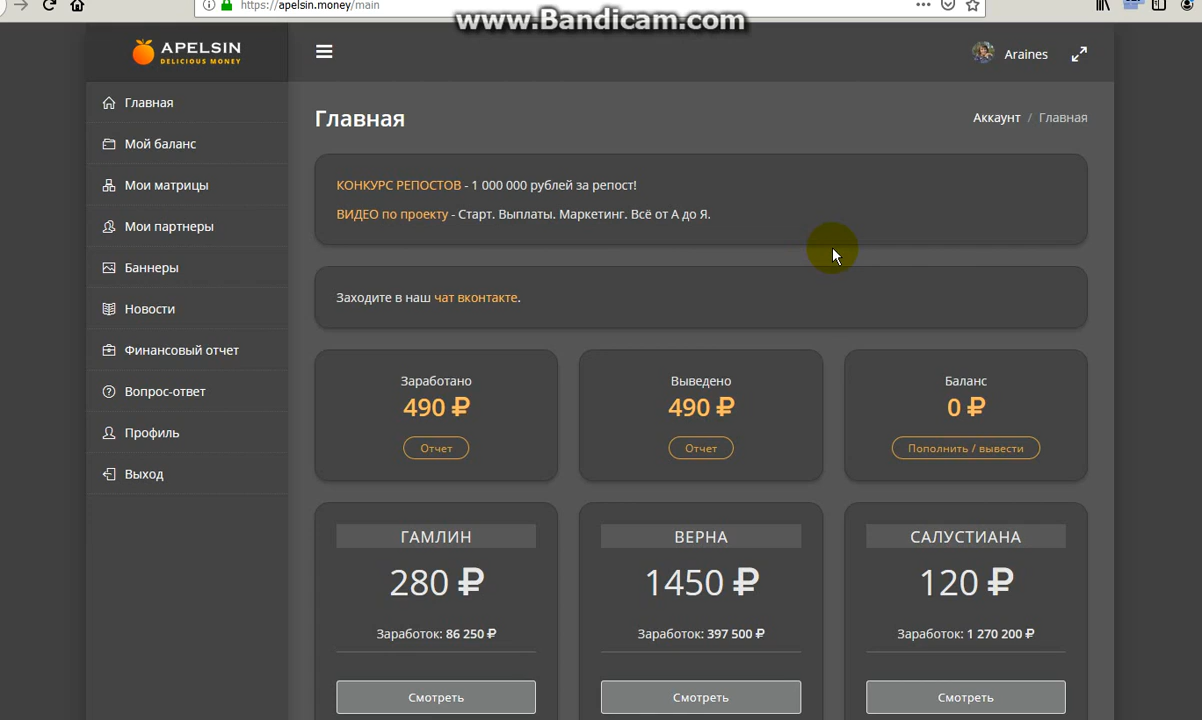 https://apelsin.money/main
www.Bandicam.com
APELSIN
DELICIOUS MONEY
Araines
Главная
Мой баланс
Мои матрицы
Мои партнеры
Баннеры
Новости
Финансовый отчет
Вопрос-ответ
Профиль
Выход
Главная
Аккаунт / Главная
КОНКУРС РЕПОСТОВ - 1 000 000 рублей за репост!
ВИДЕО по проекту - Старт. Выплаты. Маркетинг. Всё от А до Я.
Заходите в наш чат вконтакте.
Заработано
490 ₽
Отчет
Выведено
490 ₽
Отчет
Баланс
0 ₽
Пополнить / вывести
ГАМЛИН
280 ₽
Заработок: 86 250 ₽
Смотреть
ВЕРНА
1450 ₽
Заработок: 397 500 ₽
Смотреть
САЛУСТИАНА
120 ₽
Заработок: 1 270 200 ₽
Смотреть